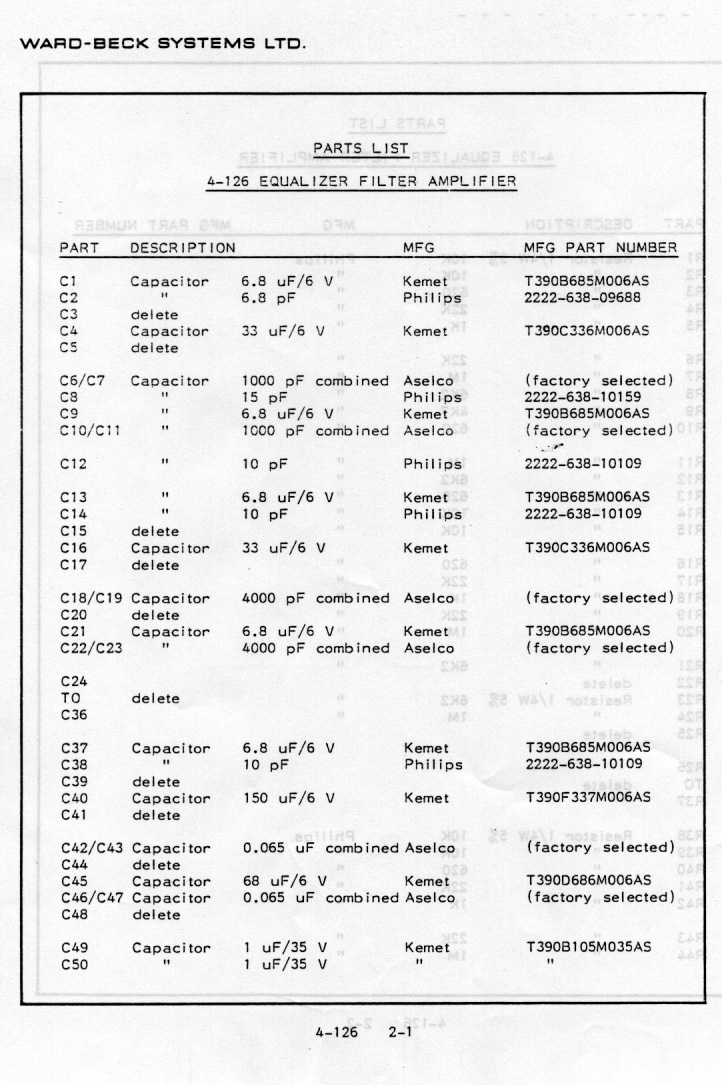 WARD-BECK SYSTEMS LTD.
PARTS LIST
4-126 EQUALIZER FILTER AMPLIFIER
PART DESCRIPTION MFG MFG PART NUMBER
C1 Capacitor 6.8 uF/6 V Kemet T390B685M006AS
C2 " 6.8 pF Philips 2222-638-09688
C3 delete
C4 Capacitor 33 uF/6 V Kemet T390C336M006AS
C5 delete
C6/C7 Capacitor 1000 pF combined Aselco (factory selected)
C8 " 15 pF Philips 2222-638-10159
C9 " 6.8 uF/6 V Kemet T390B685M006AS
C10/C11 " 1000 pF combined Aselco (factory selected)
C12 " 10 pF Philips 2222-638-10109
C13 " 6.8 uF/6 V Kemet T390B685M006AS
C14 " 10 pF Philips 2222-638-10109
C15 delete
C16 Capacitor 33 uF/6 V Kemet T390C336M006AS
C17 delete
C18/C19 Capacitor 4000 pF combined Aselco (factory selected)
C20 delete
C21 Capacitor 6.8 uF/6 V Kemet T390B685M006AS
C22/C23 " 4000 pF combined Aselco (factory selected)
C24
TO delete
C36
C37 Capacitor 6.8 uF/6 V Kemet T390B685M006AS
C38 " 10 pF Philips 2222-638-10109
C39 delete
C40 Capacitor 150 uF/6 V Kemet T390F337M006AS
C41 delete
C42/C43 Capacitor 0.065 uF combined Aselco (factory selected)
C44 delete
C45 Capacitor 68 uF/6 V Kemet T390D686M006AS
C46/C47 Capacitor 0.065 uF combined Aselco (factory selected)
C48 delete
C49 Capacitor 1 uF/35 V Kemet T390B105M035AS
C50 " 1 uF/35 V " "
4-126 2-1